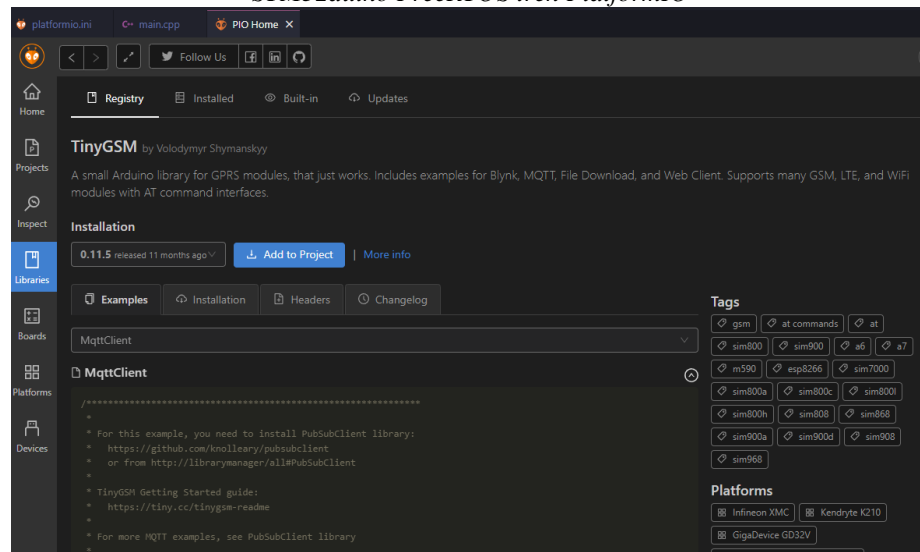 platformio.ini
C++ main.cpp
PIO Home
Follow Us
Home
Projects
Inspect
Libraries
Boards
Platforms
Devices
Registry
Installed
Built-in
Updates
TinyGSM by Volodymyr Shymanskyy
A small Arduino library for GPRS modules, that just works. Includes examples for Blynk, MQTT, File Download, and Web Client. Supports many GSM, LTE, and WiFi
modules with AT command interfaces.
Installation
0.11.5 released 11 months ago
Add to Project
| More info
Examples
Installation
Headers
Changelog
MqttClient
MqttClient
/**************************************************************
*
* For this example, you need to install PubSubClient library:
* https://github.com/knolleary/pubsubclient
* or from http://librarymanager/all#PubSubClient
*
* TinyGSM Getting Started guide:
* https://tiny.cc/tinygsm-readme
*
* For more MQTT examples, see PubSubClient library
*
Tags
gsm at commands at
sim800 sim900 a6 a7
m590 esp8266 sim7000
sim800a sim800c sim800l
sim800h sim808 sim868
sim900a sim900d sim908
sim968
Platforms
Infineon XMC Kendryte K210
GigaDevice GD32V